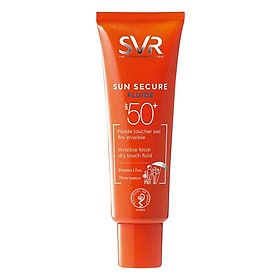 SVR
SUN SECURE
FLUIDE
SPF 50+
Fluide toucher sec
fini invisible
Invisible finish
dry touch fluid